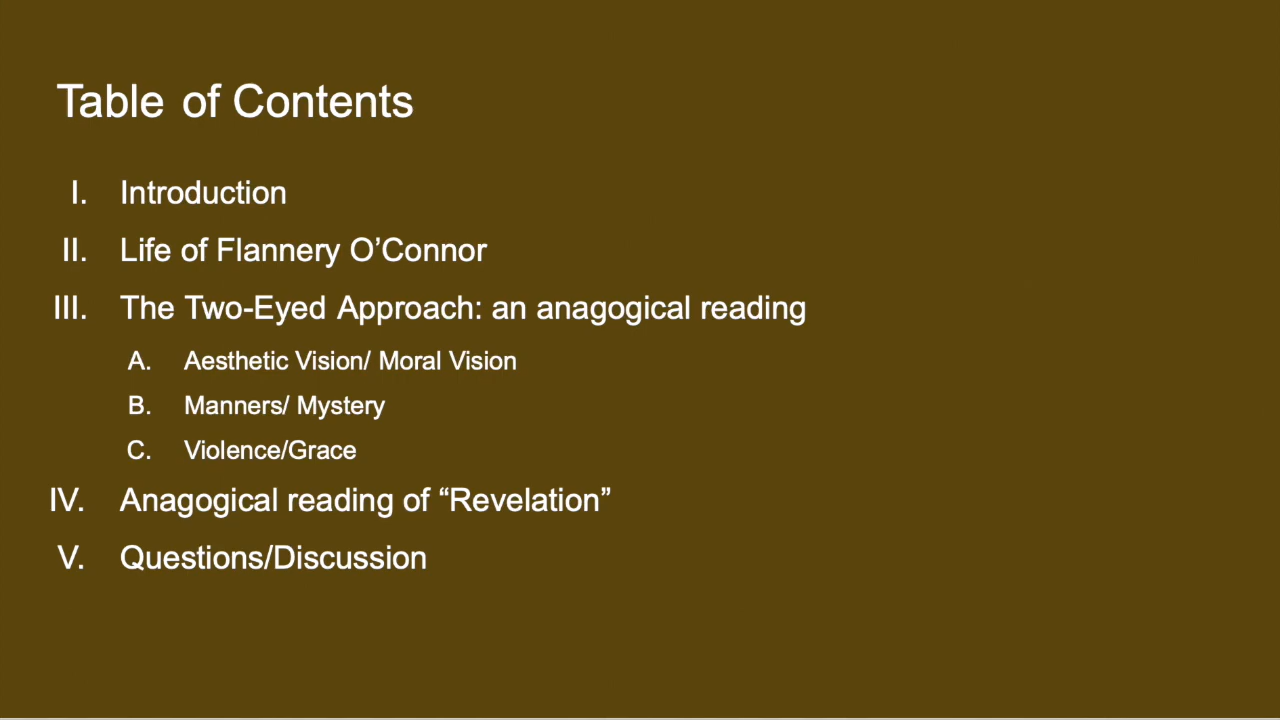 Table of Contents
I. Introduction
II. Life of Flannery O’Connor
III. The Two-Eyed Approach: an anagogical reading
A. Aesthetic Vision/ Moral Vision
B. Manners/ Mystery
C. Violence/Grace
IV. Anagogical reading of “Revelation”
V. Questions/Discussion